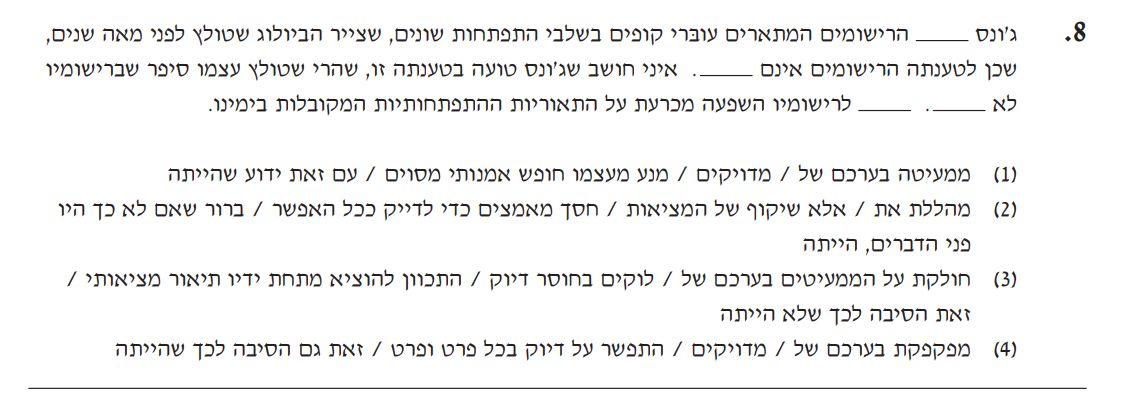 8. ג'ונס _____ הרישומים המתארים עוּבּרי קופים בשלבי התפתחות שונים, שצייר הביולוג שטולץ לפני מאה שנים,
שכן לטענתה הרישומים אינם _____. איני חושב שג'ונס טועה בטענתה זו, שהרי שטולץ עצמו סיפר שברישומיו
לא _____. _____ לרישומיו השפעה מכרעת על התאוריות ההתפתחותיות המקובלות בימינו.
(1) ממעיטה בערכם של / מדויקים / מנע מעצמו חופש אמנותי מסוים / עם זאת ידוע שהייתה
(2) מהללת את / אלא שיקוף של המציאות / חסך מאמצים כדי לדייק ככל האפשר / ברור שאם לא כך היו
פני הדברים, הייתה
(3) חולקת על הממעיטים בערכם של / לוקים בחוסר דיוק / התכוון להוציא מתחת ידיו תיאור מציאותי /
זאת הסיבה לכך שלא הייתה
(4) מפקפקת בערכם של / מדויקים / התפשר על דיוק בכל פרט ופרט / זאת גם הסיבה לכך שהייתה